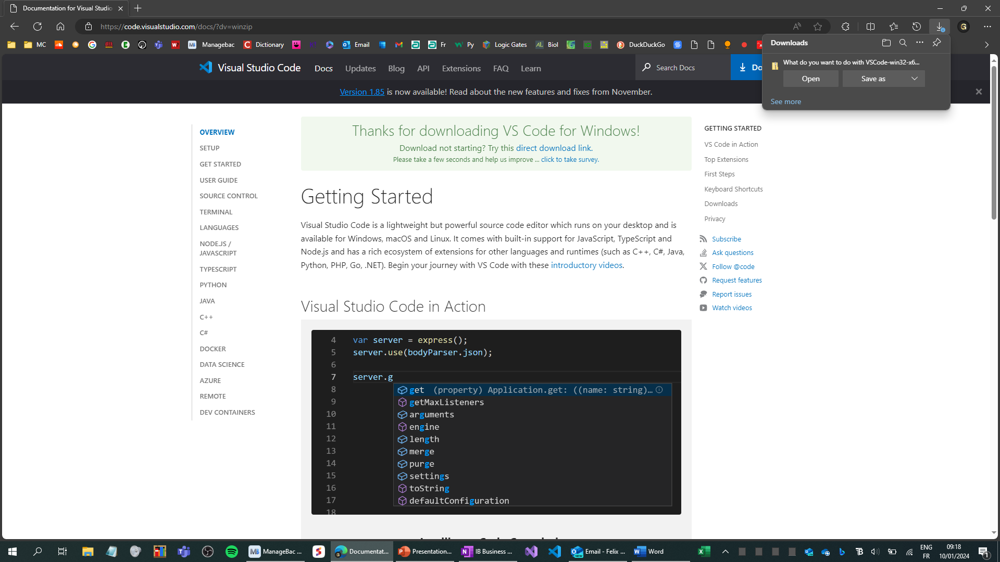 Documentation for Visual Studio
https://code.visualstudio.com/docs/?dv=winzip
MC
Managebac
Dictionary
Email
Fr
Py
Logic Gates
AL Biol
DuckDuckGo
Downloads
What do you want to do with VSCode-win32-x6...
Open
Save as
See more
Visual Studio Code
Docs
Updates
Blog
API
Extensions
FAQ
Learn
Search Docs
Version 1.85 is now available! Read about the new features and fixes from November.
OVERVIEW
SETUP
GET STARTED
USER GUIDE
SOURCE CONTROL
TERMINAL
LANGUAGES
NODE.JS /
JAVASCRIPT
TYPESCRIPT
PYTHON
JAVA
C++
C#
DOCKER
DATA SCIENCE
AZURE
REMOTE
DEV CONTAINERS
Thanks for downloading VS Code for Windows!
Download not starting? Try this direct download link.
Please take a few seconds and help us improve ... click to take survey.
Getting Started
Visual Studio Code is a lightweight but powerful source code editor which runs on your desktop and is
available for Windows, macOS and Linux. It comes with built-in support for JavaScript, TypeScript and
Node.js and has a rich ecosystem of extensions for other languages and runtimes (such as C++, C#, Java,
Python, PHP, Go, .NET). Begin your journey with VS Code with these introductory videos.
Visual Studio Code in Action
4 var server = express();
5 server.use(bodyParser.json);
6
7 server.g
8 get (property) Application.get: ((name: string)...
9 getMaxListeners
10 arguments
11 engine
12 length
13 merge
14 purge
15 settings
16 toString
17 defaultConfiguration
18
GETTING STARTED
VS Code in Action
Top Extensions
First Steps
Keyboard Shortcuts
Downloads
Privacy
Subscribe
Ask questions
Follow @code
Request features
Report issues
Watch videos
ManageBac ...
Documentat...
Presentation...
IB Business ...
Email - Felix ...
Word
ENG
FR
09:18
10/01/2024